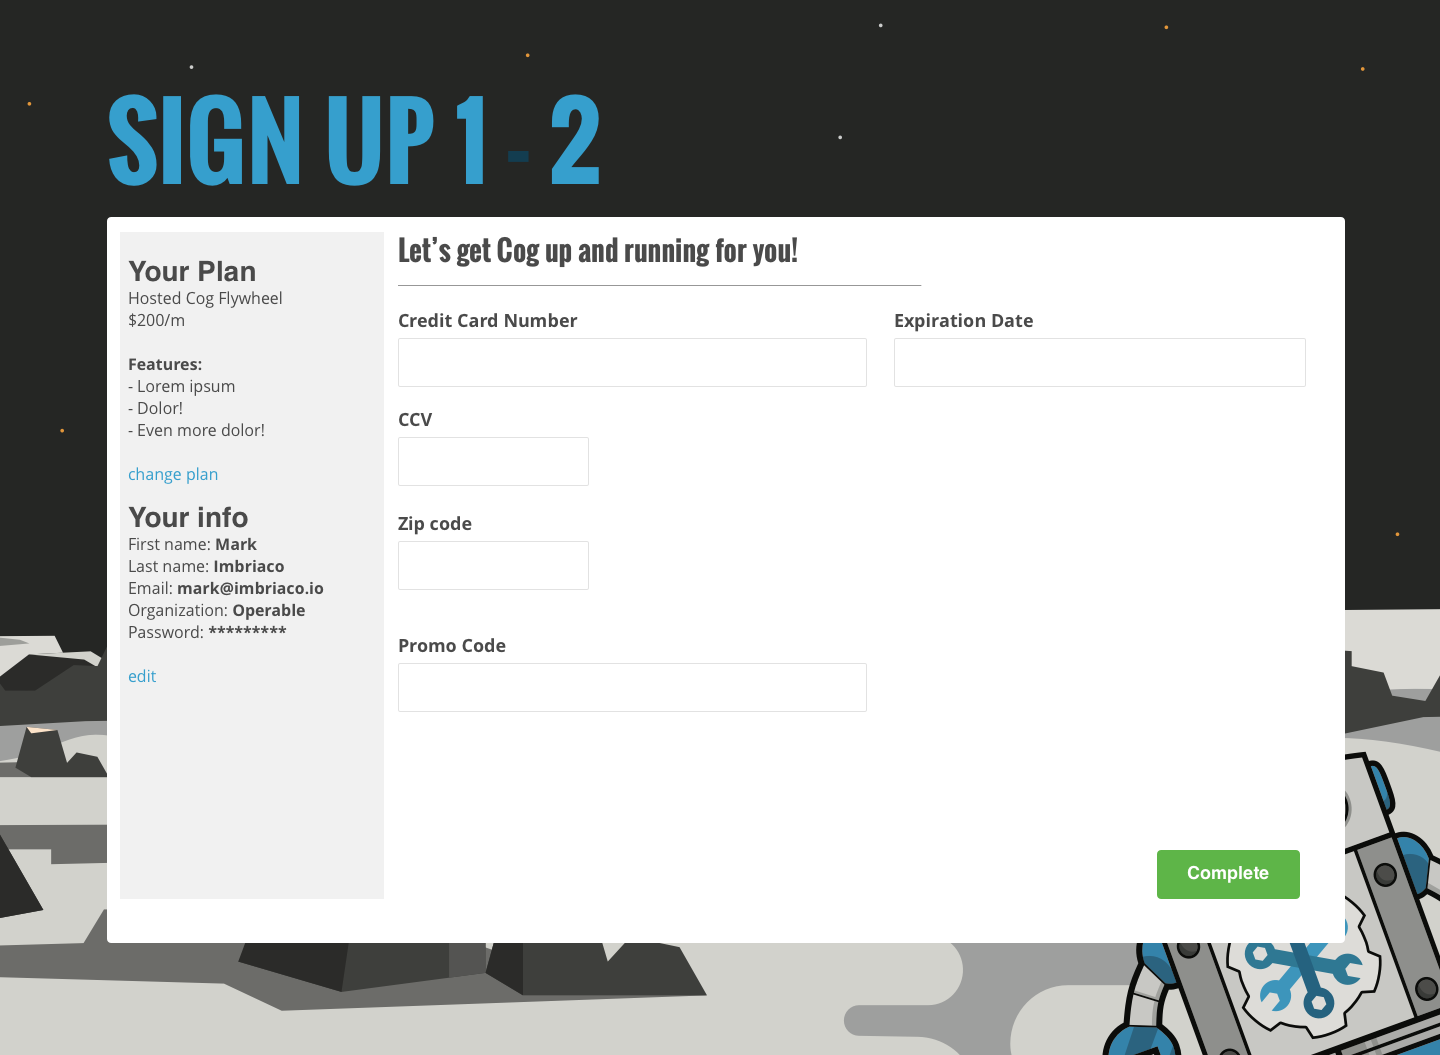 SIGN UP 1 - 2
Your Plan
Hosted Cog Flywheel
$200/m
Features:
- Lorem ipsum
- Dolor!
- Even more dolor!
change plan
Your info
First name: Mark
Last name: Imbriaco
Email: mark@imbriaco.io
Organization: Operable
Password: *********
edit
Let’s get Cog up and running for you!
Credit Card Number
Expiration Date
CCV
Zip code
Promo Code
Complete